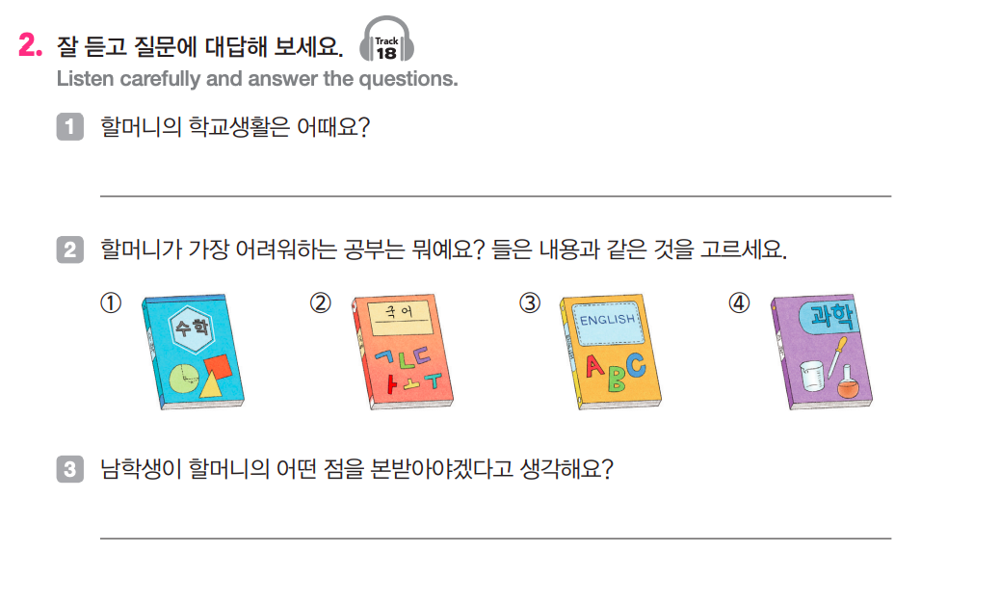 2. 잘 듣고 질문에 대답해 보세요. Track 18
Listen carefully and answer the questions.
1 할머니의 학교생활은 어때요?
2 할머니가 가장 어려워하는 공부는 뭐예요? 들은 내용과 같은 것을 고르세요.
① 수학
② 국어 ㄱㄴㄷ ㅏㅗㅜ
③ ENGLISH ABC
④ 과학
3 남학생이 할머니의 어떤 점을 본받아야겠다고 생각해요?